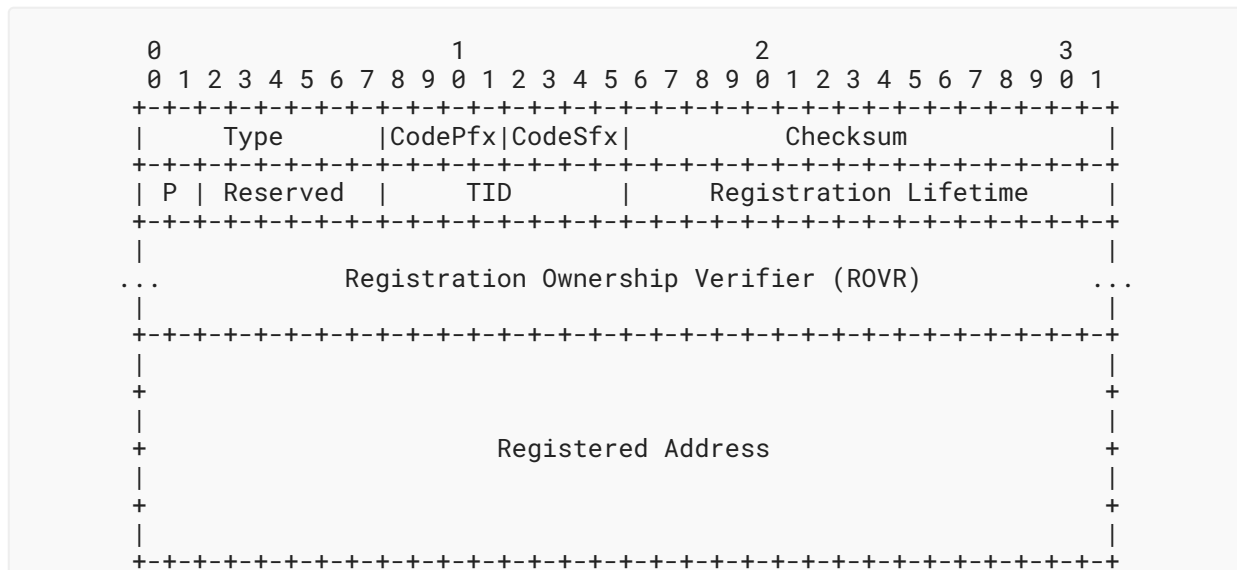 0                   1                   2                   3
0 1 2 3 4 5 6 7 8 9 0 1 2 3 4 5 6 7 8 9 0 1 2 3 4 5 6 7 8 9 0 1
+-+-+-+-+-+-+-+-+-+-+-+-+-+-+-+-+-+-+-+-+-+-+-+-+-+-+-+-+-+-+-+-+
|     Type      |CodePfx|CodeSfx|          Checksum             |
+-+-+-+-+-+-+-+-+-+-+-+-+-+-+-+-+-+-+-+-+-+-+-+-+-+-+-+-+-+-+-+-+
| P | Reserved  |     TID       |     Registration Lifetime     |
+-+-+-+-+-+-+-+-+-+-+-+-+-+-+-+-+-+-+-+-+-+-+-+-+-+-+-+-+-+-+-+-+
|                                                               |
...            Registration Ownership Verifier (ROVR)           ...
|                                                               |
+-+-+-+-+-+-+-+-+-+-+-+-+-+-+-+-+-+-+-+-+-+-+-+-+-+-+-+-+-+-+-+-+
|                                                               |
+                                                               +
|                                                               |
+                       Registered Address                      +
|                                                               |
+                                                               +
|                                                               |
+-+-+-+-+-+-+-+-+-+-+-+-+-+-+-+-+-+-+-+-+-+-+-+-+-+-+-+-+-+-+-+-+